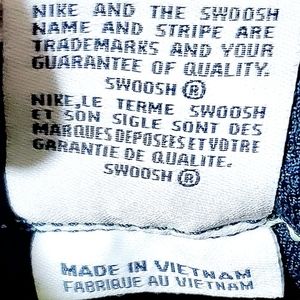 NIKE AND THE SWOOSH
NAME AND STRIPE ARE
TRADEMARKS AND YOUR
GUARANTEE OF QUALITY.
SWOOSH ®
NIKE, LE TERME SWOOSH
ET SON SIGLE SONT DES
MARQUES DEPOSEES ET VOTRE
GARANTIE DE QUALITE.
SWOOSH ®
MADE IN VIETNAM
FABRIQUE AU VIETNAM